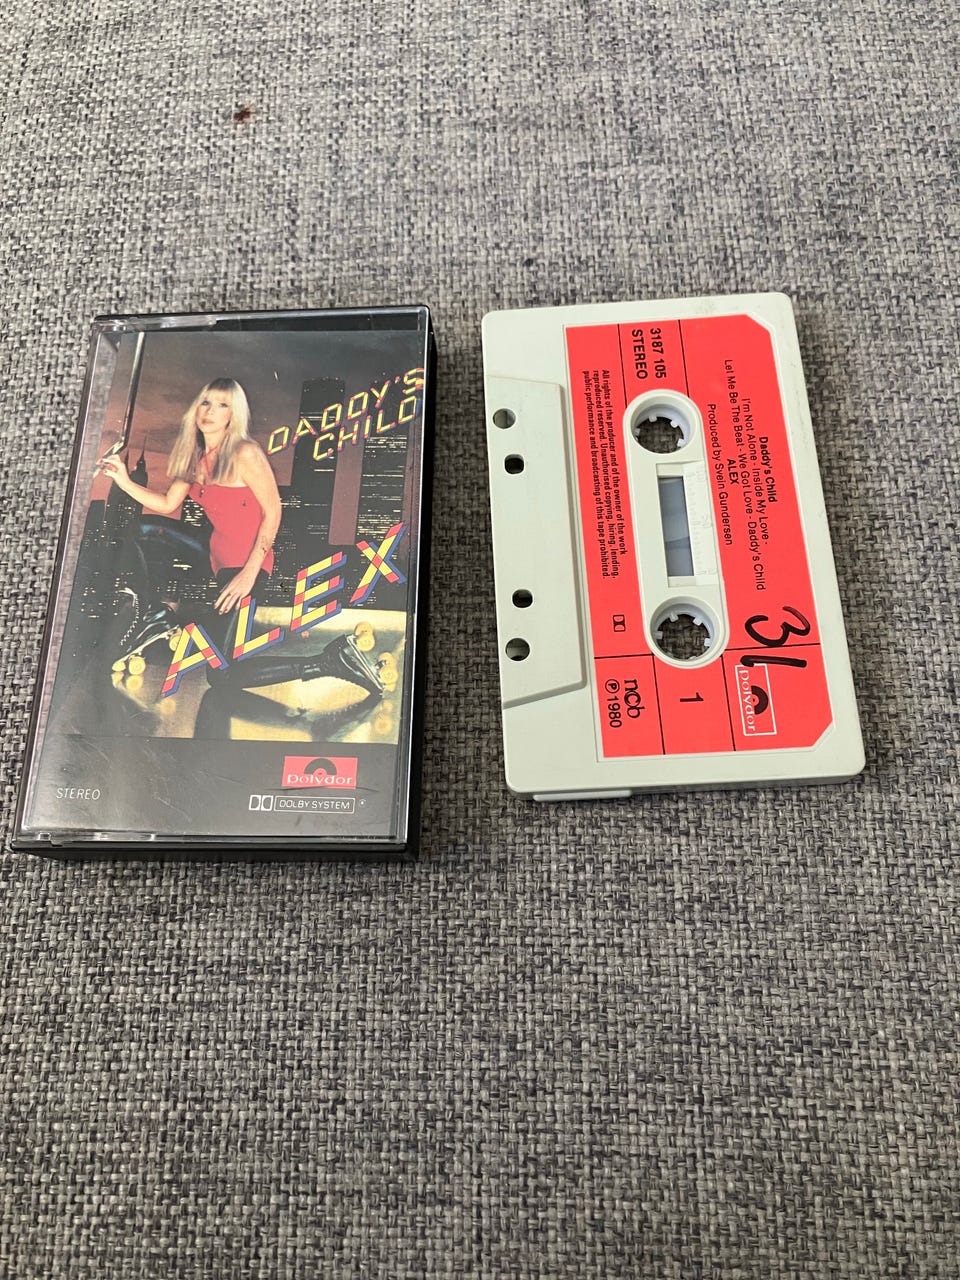 DADDY'S
CHILD
ALEX
polydor
STEREO
DOLBY SYSTEM
Daddy's Child
I'm Not Alone - Inside My Love -
Let Me Be The Beat - We Got Love - Daddy's Child
ALEX
Produced by Svein Gundersen
3187 105
STEREO
All rights of the producer and of the owner of the work
reproduced reserved. Unauthorised copying, hiring, lending,
public performance and broadcasting of this tape prohibited.
31
polydor
1
ncb
℗ 1980